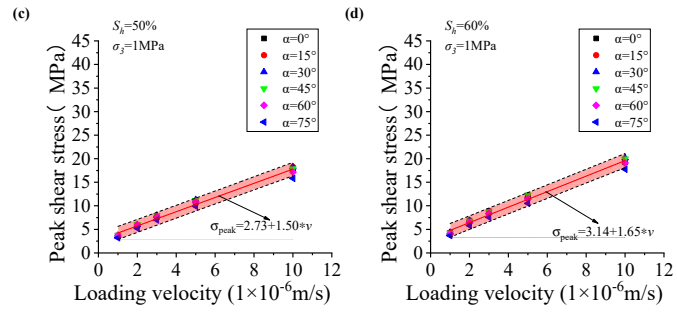 (c)
S_h=50%
σ_3=1MPa
α=0°
α=15°
α=30°
α=45°
α=60°
α=75°
Peak shear stress（ MPa)
45
40
35
30
25
20
15
10
5
0
σ_peak=2.73+1.50*v
0 2 4 6 8 10 12
Loading velocity (1×10^-6m/s)
(d)
S_h=60%
σ_3=1MPa
α=0°
α=15°
α=30°
α=45°
α=60°
α=75°
Peak shear stress（ MPa)
45
40
35
30
25
20
15
10
5
0
σ_peak=3.14+1.65*v
0 2 4 6 8 10 12
Loading velocity (1×10^-6m/s)